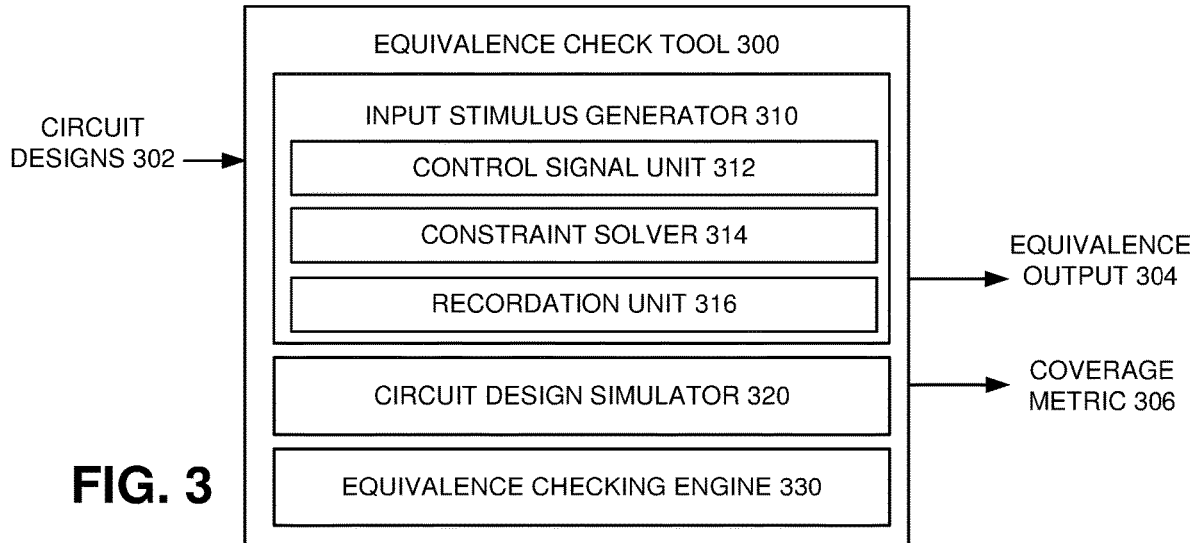 EQUIVALENCE CHECK TOOL 300
INPUT STIMULUS GENERATOR 310
CIRCUIT
DESIGNS 302
CONTROL SIGNAL UNIT 312
CONSTRAINT SOLVER 314
EQUIVALENCE
OUTPUT 304
RECORDATION UNIT 316
COVERAGE
METRIC 306
CIRCUIT DESIGN SIMULATOR 320
FIG. 3
EQUIVALENCE CHECKING ENGINE 330